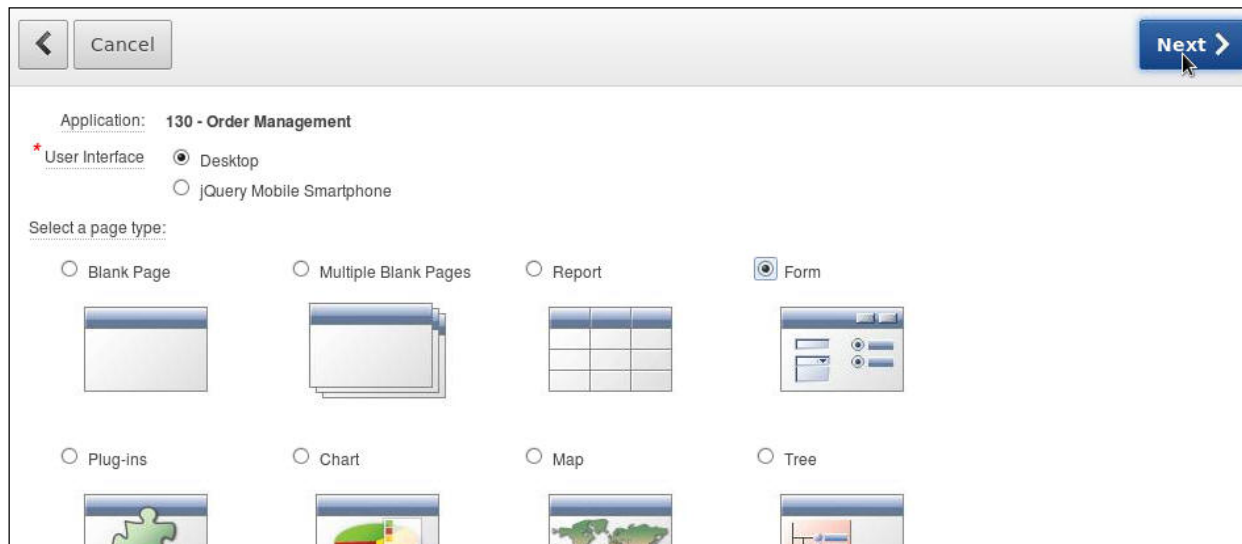 Cancel Next
Application: 130 - Order Management
* User Interface Desktop
jQuery Mobile Smartphone
Select a page type:
Blank Page Multiple Blank Pages Report Form
Plug-ins Chart Map Tree